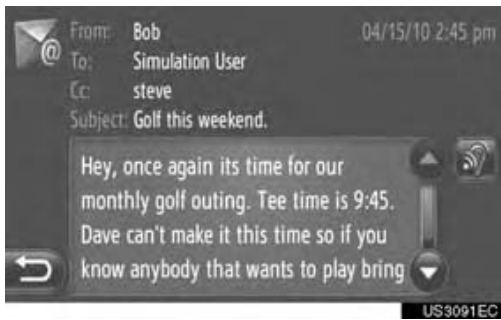 From: Bob 04/15/10 2:45 pm
To: Simulation User
Cc: steve
Subject: Golf this weekend.
Hey, once again its time for our
monthly golf outing. Tee time is 9:45.
Dave can't make it this time so if you
know anybody that wants to play bring
US3091EC